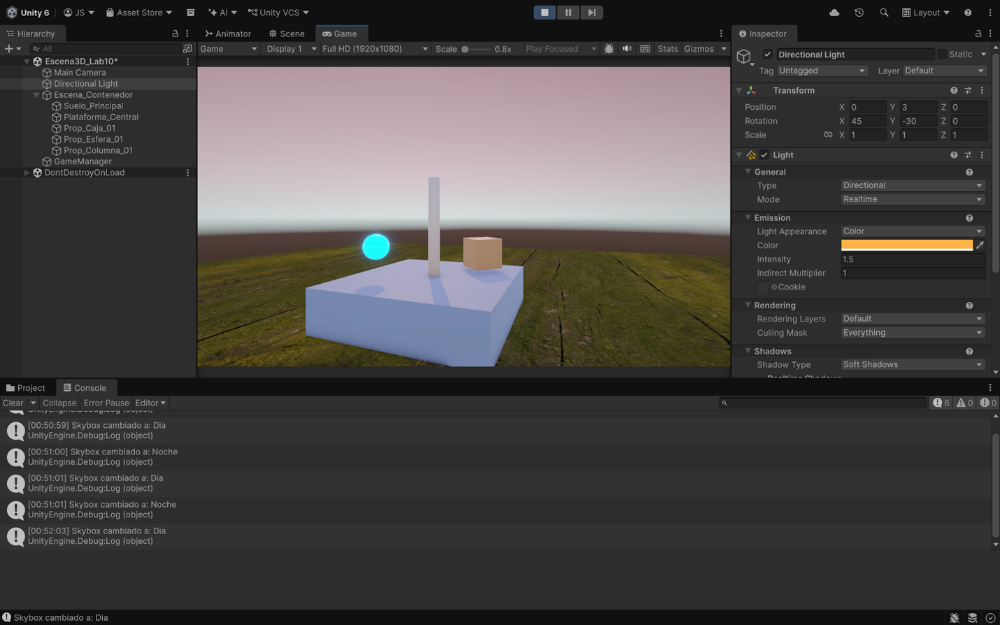 Unity 6
JS
Asset Store
AI
Unity VCS
Layout
Hierarchy
Animator
Scene
Game
Inspector
All
Game
Display 1
Full HD (1920x1080)
Scale
0.8x
Play Focused
Stats
Gizmos
Escena3D_Lab10*
Main Camera
Directional Light
Escena_Contenedor
Suelo_Principal
Plataforma_Central
Prop_Caja_01
Prop_Esfera_01
Prop_Columna_01
GameManager
DontDestroyOnLoad
Directional Light
Static
Tag Untagged Layer Default
Transform
Position X 0 Y 3 Z 0
Rotation X 45 Y -30 Z 0
Scale X 1 Y 1 Z 1
Light
General
Type Directional
Mode Realtime
Emission
Light Appearance Color
Color
Intensity 1.5
Indirect Multiplier 1
Cookie
Rendering
Rendering Layers Default
Culling Mask Everything
Shadows
Shadow Type Soft Shadows
Realtime Shadows
Project
Console
Clear Collapse Error Pause Editor
6 0 0
UnityEngine.Debug:Log (object)
[00:50:59] Skybox cambiado a: Dia
UnityEngine.Debug:Log (object)
[00:51:00] Skybox cambiado a: Noche
UnityEngine.Debug:Log (object)
[00:51:01] Skybox cambiado a: Dia
UnityEngine.Debug:Log (object)
[00:51:01] Skybox cambiado a: Noche
UnityEngine.Debug:Log (object)
[00:52:03] Skybox cambiado a: Dia
UnityEngine.Debug:Log (object)
Skybox cambiado a: Dia